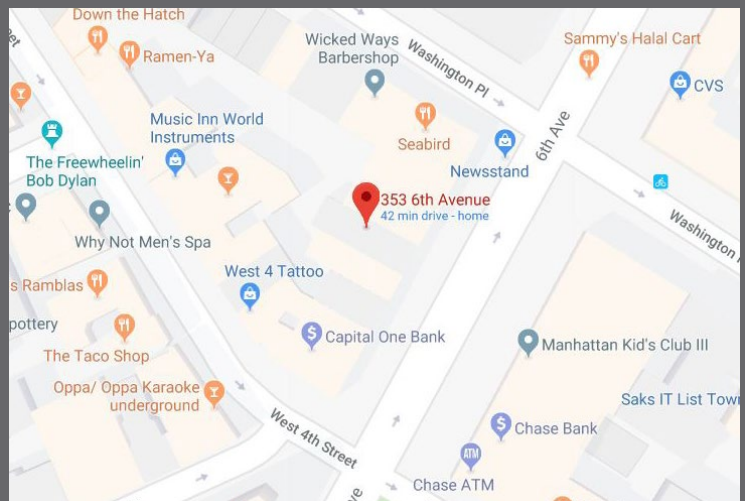 Down the Hatch
Ramen-Ya
Wicked Ways
Barbershop
Washington Pl
Sammy's Halal Cart
CVS
6th Ave
Music Inn World
Instruments
Seabird
Newsstand
The Freewheelin'
Bob Dylan
353 6th Avenue
42 min drive - home
Washington
Why Not Men's Spa
West 4 Tattoo
s Ramblas
pottery
Capital One Bank
Manhattan Kid's Club III
The Taco Shop
Oppa/ Oppa Karaoke
underground
Saks IT List Town
West 4th Street
Chase Bank
ATM
Chase ATM